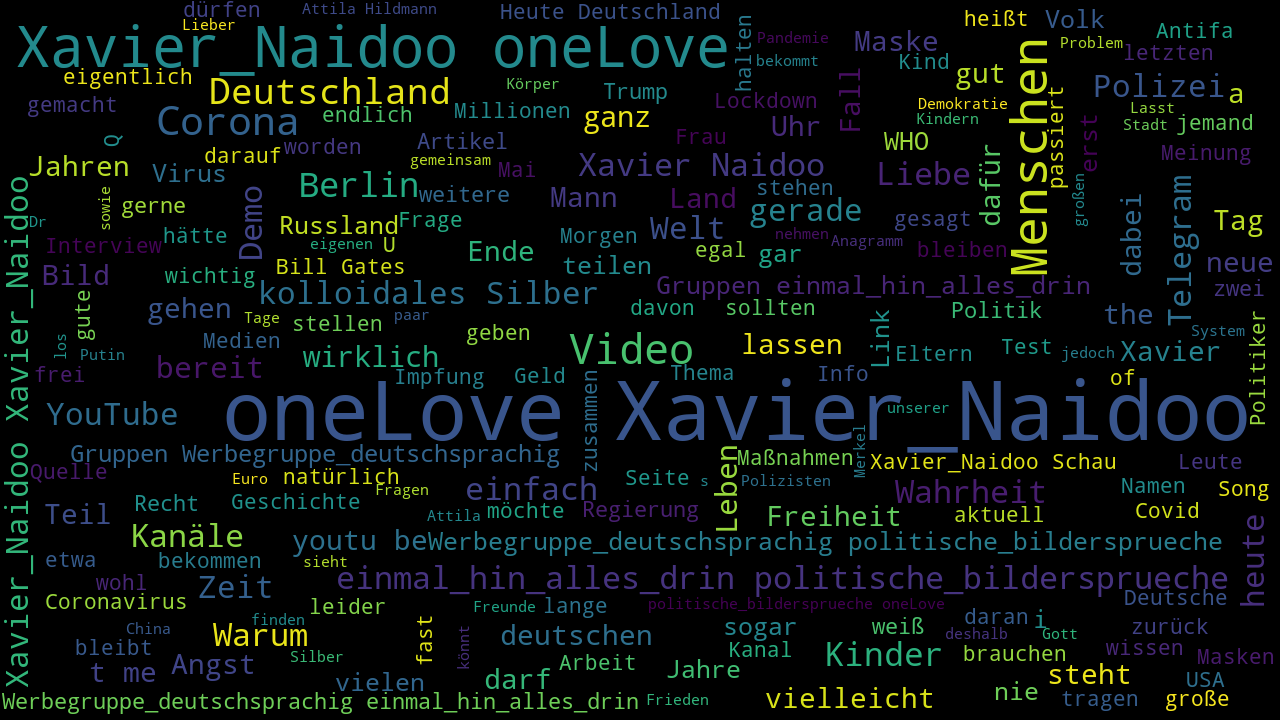 dürfen Attila Hildmann Heute Deutschland heißt Volk
Lieber
Xavier_Naidoo oneLove halten Pandemie Maske Problem Antifa
bekommt Kind letzten
eigentlich Körper gut Menschen
Deutschland Trump Fall Polizei a
gemacht Millionen Lockdown Demokratie Lasst
Corona endlich ganz Uhr Kindern passiert erst Stadt jemand
Q worden Artikel Frau WHO
Jahren darauf gemeinsam Mai Xavier Naidoo dafür Meinung
Virus Berlin weitere Mann Land stehen Liebe
sowie gerne Demo gerade großen dabei Telegram Tag
Dr Russland Frage Welt gesagt
Interview hätte eigenen U Ende Morgen nehmen Anagramm
egal gar bleiben neue
Bild wichtig Bill Gates teilen
kolloidales Silber Gruppen einmal_hin_alles_drin zwei
gute gehen davon sollten Politik the
Tage stellen paar System
los Medien geben Video lassen Link Politiker
Putin wirklich Eltern Test jedoch Xavier
frei bereit Impfung Geld Thema Info of
YouTube oneLove Xavier_Naidoo unserer
Xavier_Naidoo Xavier_Naidoo
Gruppen Werbegruppe_deutschsprachig zusammen Maßnahmen Merkel Xavier_Naidoo Schau Leute
Quelle Euro natürlich Seite s Polizisten
Fragen einfach Leben Wahrheit Namen Song
Recht Geschichte
Teil Attila möchte Regierung Freiheit aktuell Covid
Kanäle youtu beWerbegruppe_deutschsprachig politische_bildersprueche heute
etwa bekommen sieht
wohl Zeit einmal_hin_alles_drin politische_bildersprueche
Coronavirus leider Freunde lange politische_bildersprueche oneLove Deutsche
finden daran i
China Warum fast deutschen sogar weiß deshalb Gott zurück
bleibt könnt Kanal wissen
Silber Kinder brauchen Masken
t me Angst Arbeit Jahre
vielen darf steht USA
Werbegruppe_deutschsprachig einmal_hin_alles_drin Frieden vielleicht nie tragen große